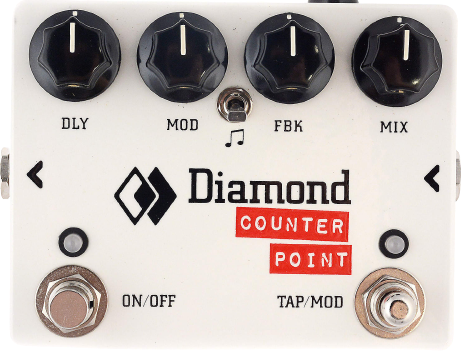 DLY MOD FBK MIX
Diamond
COUNTER
POINT
ON/OFF TAP/MOD